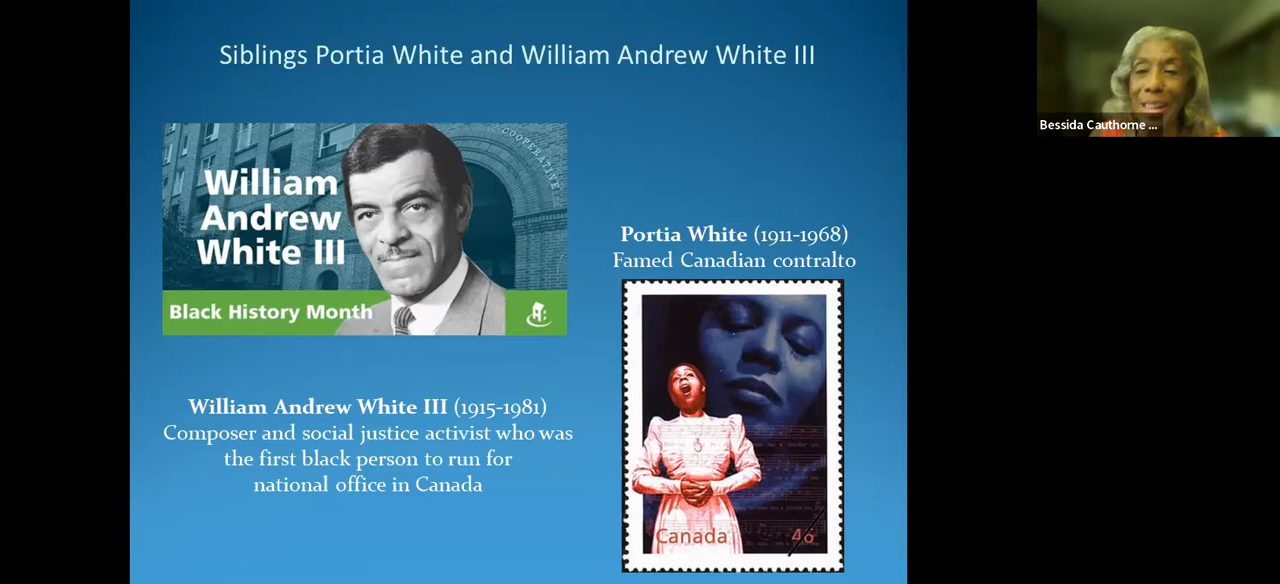 Siblings Portia White and William Andrew White III
COOPERATIVE
William
Andrew
White III
Black History Month
William Andrew White III (1915-1981)
Composer and social justice activist who was
the first black person to run for
national office in Canada
Portia White (1911-1968)
Famed Canadian contralto
Canada
46
Bessida Cauthorne ...